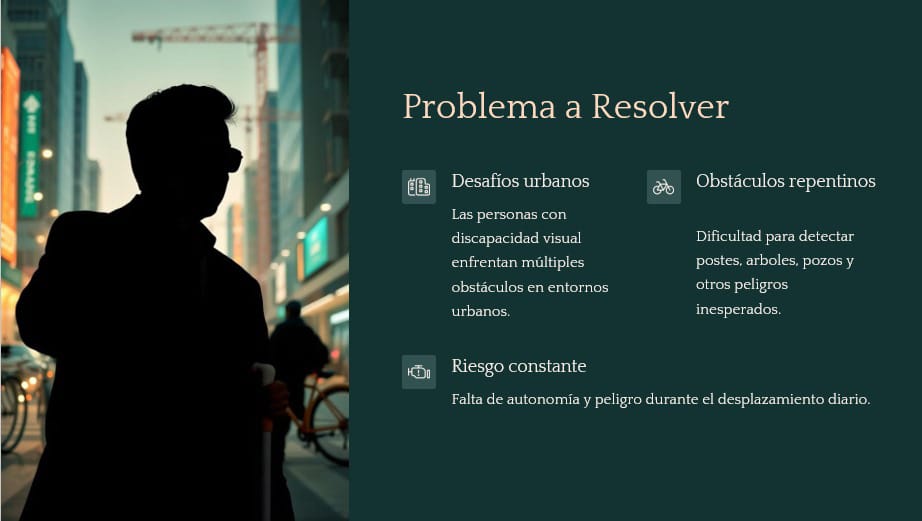 Problema a Resolver
Desafíos urbanos
Las personas con
discapacidad visual
enfrentan múltiples
obstáculos en entornos
urbanos.
Obstáculos repentinos
Dificultad para detectar
postes, arboles, pozos y
otros peligros
inesperados.
Riesgo constante
Falta de autonomía y peligro durante el desplazamiento diario.